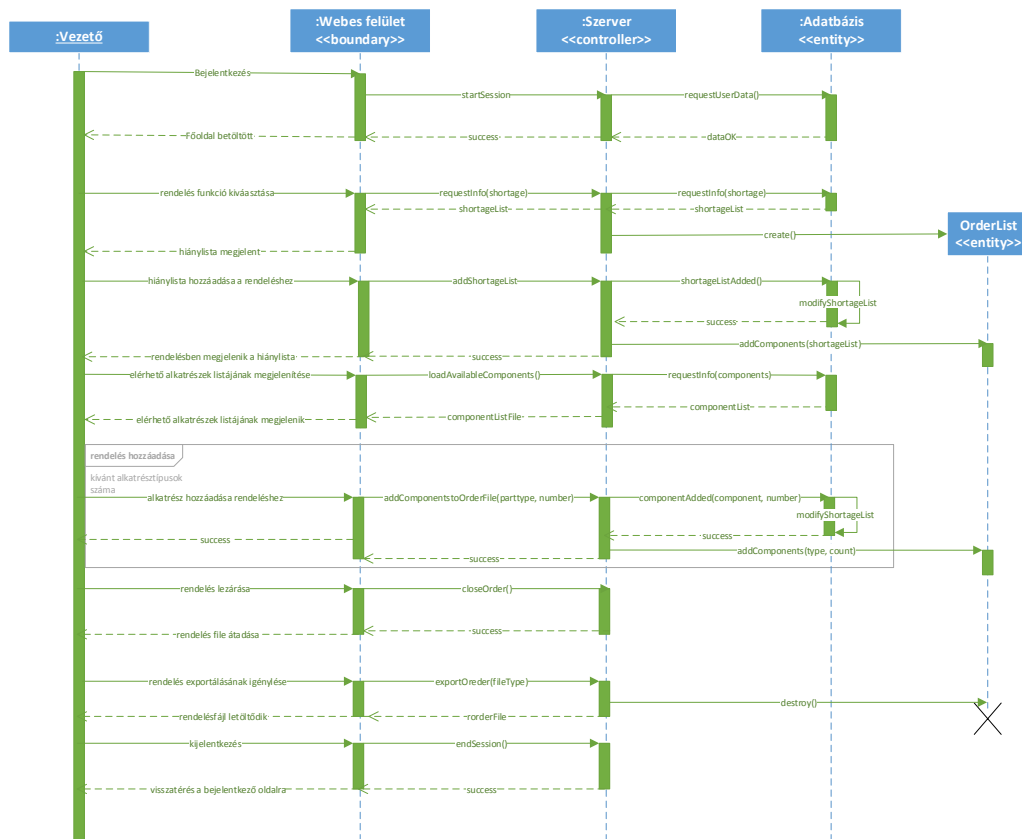 :Vezető
:Webes felület
<<boundary>>
:Szerver
<<controller>>
:Adatbázis
<<entity>>
Bejelentkezés
startSession
requestUserData()
Főoldal betöltött
success
dataOK
rendelés funkció kiváasztása
requestInfo(shortage)
requestInfo(shortage)
shortageList
shortageList
OrderList
<<entity>>
create()
hiánylista megjelent
hiánylista hozzáadása a rendeléshez
addShortageList
shortageListAdded()
modifyShortageList
success
addComponents(shortageList)
rendelésben megjelenik a hiánylista
success
elérhető alkatrészek listájának megjelenítése
loadAvailableComponents()
requestInfo(components)
componentList
componentListFile
elérhető alkatrészek listájának megjelenik
rendelés hozzáadása
kívánt alkatrésztípusok
száma
alkatrész hozzáadása rendeléshez
addComponentstoOrderFile(parttype, number)
componentAdded(component, number)
modifyShortageList
success
success
addComponents(type, count)
success
rendelés lezárása
closeOrder()
success
rendelés file átadása
rendelés exportálásának igénylése
exportOreder(fileType)
destroy()
rendelésfájl letöltődik
rorderFile
kijelentkezés
endSession()
visszatérés a bejelentkező oldalra
success